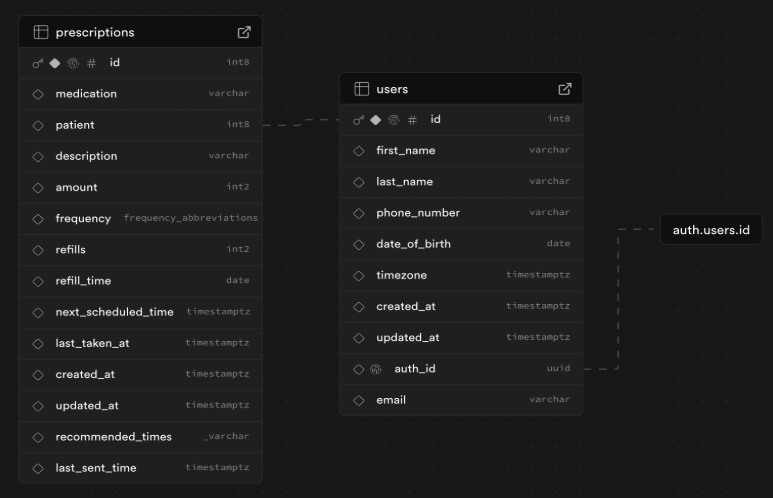 prescriptions
# id int8
medication varchar
patient int8
description varchar
amount int2
frequency frequency_abbreviations
refills int2
refill_time date
next_scheduled_time timestamptz
last_taken_at timestamptz
created_at timestamptz
updated_at timestamptz
recommended_times _varchar
last_sent_time timestamptz
users
# id int8
first_name varchar
last_name varchar
phone_number varchar
date_of_birth date
timezone timestamptz
created_at timestamptz
updated_at timestamptz
auth_id uuid
email varchar
auth.users.id